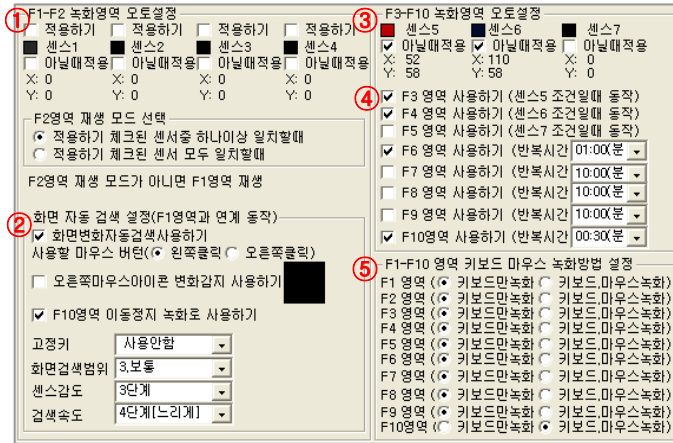 ① F1-F2 녹화영역 오토설정
적용하기 적용하기 적용하기 적용하기
센스1 센스2 센스3 센스4
아닐때적용 아닐때적용 아닐때적용 아닐때적용
X: 0 X: 0 X: 0 X: 0
Y: 0 Y: 0 Y: 0 Y: 0
F2영역 재생 모드 선택
적용하기 체크된 센서중 하나이상 일치할때
적용하기 체크된 센서 모두 일치할때
F2영역 재생 모드가 아니면 F1영역 재생
② 화면 자동 검색 설정(F1영역과 연계 동작)
화면변화자동검색사용하기
사용할 마우스 버턴( 왼쪽클릭 오른쪽클릭)
오른쪽마우스아이콘 변화감지 사용하기
F10영역 이동정지 녹화로 사용하기
고정키 사용안함
화면검색범위 3,보통
센스감도 3단계
검색속도 4단계[느리게]
③ F3-F10 녹화영역 오토설정
센스5 센스6 센스7
아닐때적용 아닐때적용 아닐때적용
X: 52 X: 110 X: 0
Y: 58 Y: 58 Y: 0
④ F3 영역 사용하기 (센스5 조건일때 동작)
F4 영역 사용하기 (센스6 조건일때 동작)
F5 영역 사용하기 (센스7 조건일때 동작)
F6 영역 사용하기 (반복시간 01:00(분
F7 영역 사용하기 (반복시간 10:00(분
F8 영역 사용하기 (반복시간 10:00(분
F9 영역 사용하기 (반복시간 10:00(분
F10영역 사용하기 (반복시간 00:30(분
⑤ F1-F10 영역 키보드 마우스 녹화방법 설정
F1 영역 ( 키보드만녹화 키보드,마우스녹화)
F2 영역 ( 키보드만녹화 키보드,마우스녹화)
F3 영역 ( 키보드만녹화 키보드,마우스녹화)
F4 영역 ( 키보드만녹화 키보드,마우스녹화)
F5 영역 ( 키보드만녹화 키보드,마우스녹화)
F6 영역 ( 키보드만녹화 키보드,마우스녹화)
F7 영역 ( 키보드만녹화 키보드,마우스녹화)
F8 영역 ( 키보드만녹화 키보드,마우스녹화)
F9 영역 ( 키보드만녹화 키보드,마우스녹화)
F10영역 ( 키보드만녹화 키보드,마우스녹화)